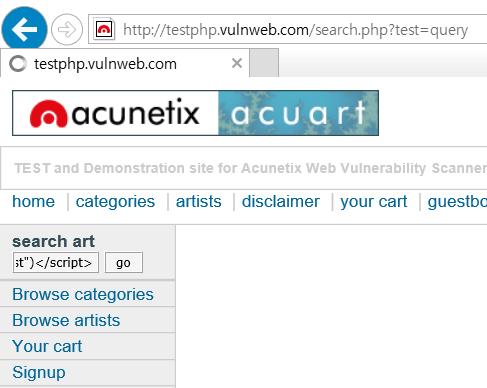 http://testphp.vulnweb.com/search.php?test=query
testphp.vulnweb.com
acunetix acuart
TEST and Demonstration site for Acunetix Web Vulnerability Scanner
home | categories | artists | disclaimer | your cart | guestbo
search art
st")</script> go
Browse categories
Browse artists
Your cart
Signup